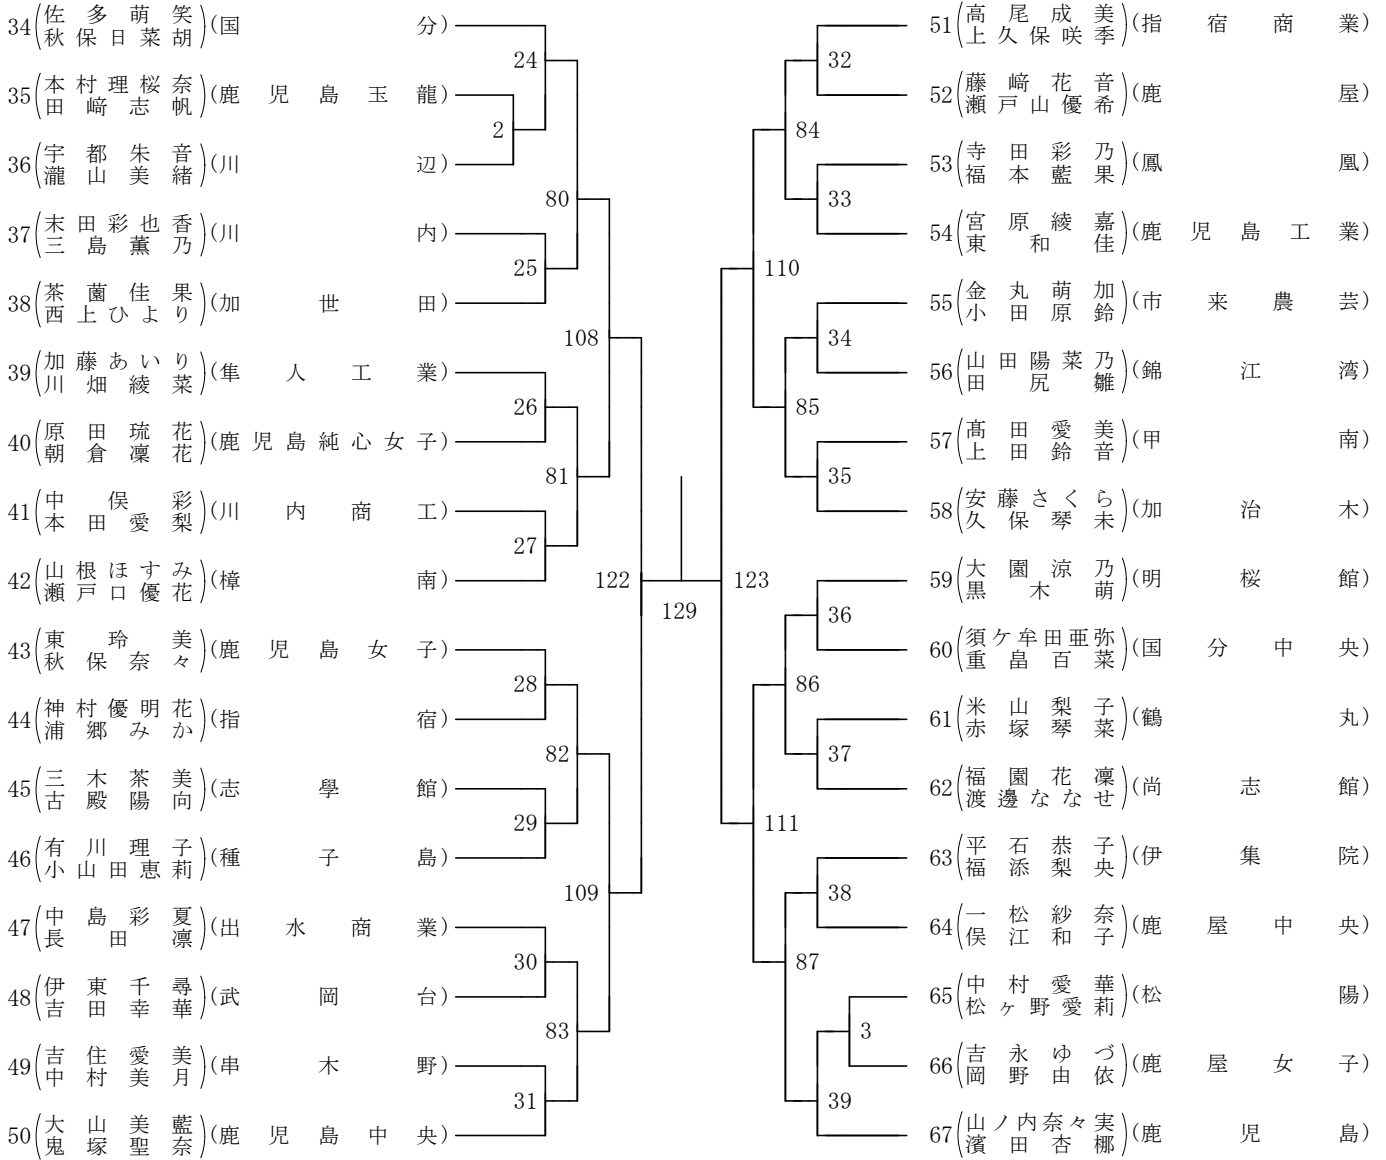 34 佐多萌笑 秋保日菜胡 (国分)
35 本村理桜奈 田﨑志帆 (鹿児島玉龍)
36 宇都朱音 瀧山美緒 (川辺)
37 末田彩也香 三島薫乃 (川内)
38 茶薗佳果 西上ひより (加世田)
39 加藤あいり 川畑綾菜 (隼人工業)
40 原田琉花 朝倉凜花 (鹿児島純心女子)
41 中俣彩 本田愛梨 (川内商工)
42 山根ほすみ 瀬戸口優花 (樟南)
43 東玲美 秋保奈々 (鹿児島女子)
44 神村優明花 浦郷みか (指宿)
45 三木茶美 古殿陽向 (志學館)
46 有川理子 小山田恵莉 (種子島)
47 中島彩夏 長田凛 (出水商業)
48 伊東千尋 吉田幸華 (武岡台)
49 吉住愛美 中村美月 (串木野)
50 大山美藍 鬼塚聖奈 (鹿児島中央)
24
2
80
25
108
26
81
27
122
28
82
29
109
30
83
31
129
51 高尾成美 上久保咲季 (指宿商業)
52 藤﨑花音 瀬戸山優希 (鹿屋)
53 寺田彩乃 福本藍果 (鳳凰)
54 宮原綾嘉 東和佳 (鹿児島工業)
55 金丸萌加 小田原鈴 (市来農芸)
56 山田陽菜乃 田尻雛 (錦江湾)
57 髙田愛美 上田鈴音 (甲南)
58 安藤さくら 久保琴未 (加治木)
59 大園涼乃 黒木萌 (明桜館)
60 須ケ牟田亜弥 重畠百菜 (国分中央)
61 米山梨子 赤塚琴菜 (鶴丸)
62 福園花凜 渡邊ななせ (尚志館)
63 平石恭子 福添梨央 (伊集院)
64 一松紗奈 俣江和子 (鹿屋中央)
65 中村愛華 松ヶ野愛莉 (松陽)
66 吉永ゆづ 岡野由依 (鹿屋女子)
67 山ノ内奈々実 濱田杏梛 (鹿児島)
32
84
33
110
34
85
35
123
36
86
37
111
38
87
3
39